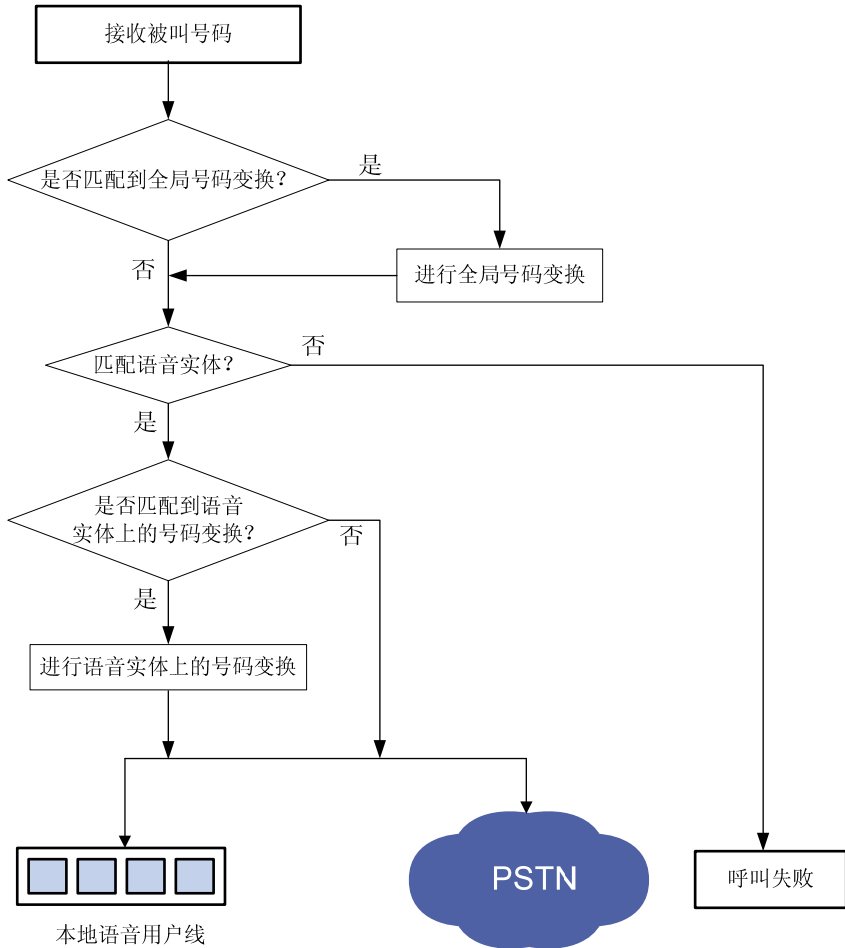 接收被叫号码
是否匹配到全局号码变换？
是
进行全局号码变换
否
匹配语音实体？
否
是
是否匹配到语音
实体上的号码变换？
否
是
进行语音实体上的号码变换
PSTN
呼叫失败
本地语音用户线